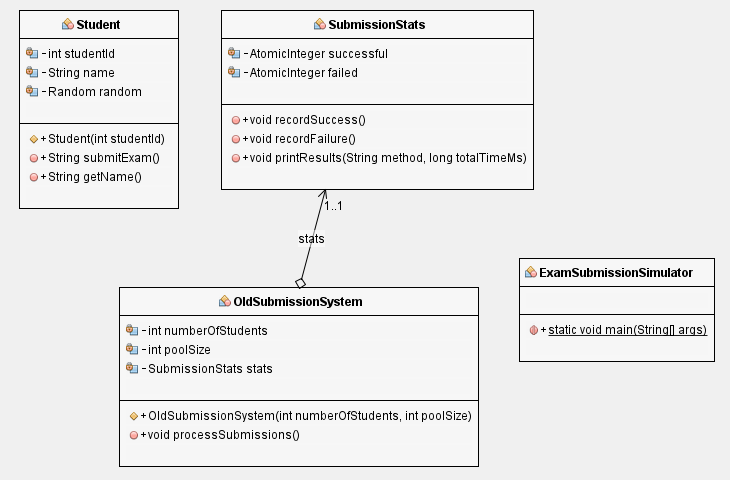 Student
- int studentId
- String name
- Random random
+ Student(int studentId)
+ String submitExam()
+ String getName()
SubmissionStats
- AtomicInteger successful
- AtomicInteger failed
+ void recordSuccess()
+ void recordFailure()
+ void printResults(String method, long totalTimeMs)
1..1
stats
OldSubmissionSystem
- int numberOfStudents
- int poolSize
- SubmissionStats stats
+ OldSubmissionSystem(int numberOfStudents, int poolSize)
+ void processSubmissions()
ExamSubmissionSimulator
+ static void main(String[] args)